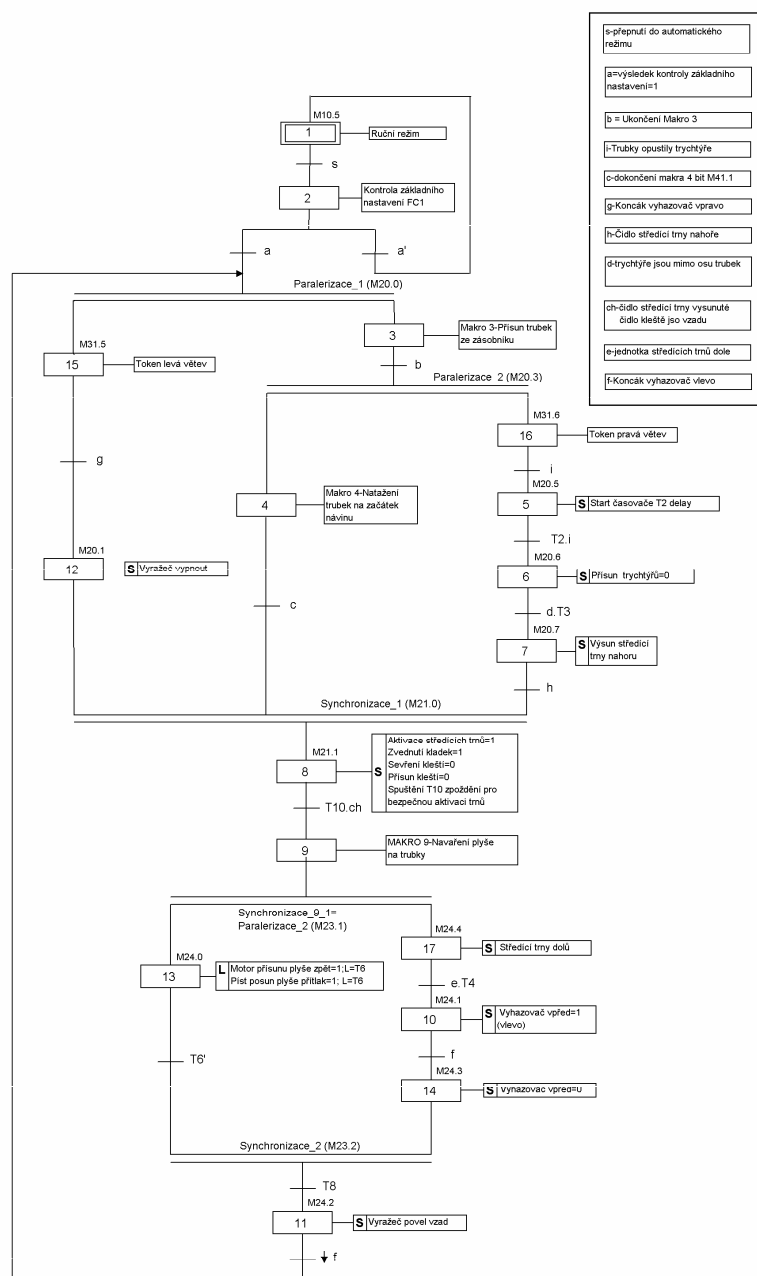 s-přepnutí do automatického
režimu
a=výsledek kontroly základního
nastavení=1
b = Ukončení Makro 3
i-Trubky opustily trychtýře
c-dokončení makra 4 bit M41.1
g-Koncák vyhazovač vpravo
h-Čidlo středící trny nahoře
d-trychtýře jsou mimo osu trubek
ch-čidlo středící trny vysunuté
čidlo kleště jso vzadu
e-jednotka středících trnů dole
f-Koncák vyhazovač vlevo
M10.5
1
Ruční režim
s
2
Kontrola základního
nastavení FC1
a
a'
Paralerizace_1 (M20.0)
M31.5
15
Token levá větev
3
Makro 3-Přísun trubek
ze zásobníku
b
Paralerizace_2 (M20.3)
M31.6
16
Token pravá větev
g
i
M20.5
4
Makro 4-Natažení
trubek na začátek
návinu
5
S Start časovače T2 delay
T2.i
M20.1
12
S Vyražeč vypnout
M20.6
6
S Přísun trychtýřů=0
c
d.T3
M20.7
7
S Výsun středící
trny nahoru
h
Synchronizace_1 (M21.0)
M21.1
8
S
Aktivace středících trnů=1
Zvednutí kladek=1
Sevření kleští=0
Přísun kleští=0
Spuštění T10 zpoždění pro
bezpečnou aktivaci trnů
T10.ch
9
MAKRO 9-Navaření plyše
na trubky
Synchronizace_9_1=
Paralerizace_2 (M23.1)
M24.0
13
L Motor přísunu plyše zpět=1;L=T6
Píst posun plyše přítlak=1; L=T6
M24.4
17
S Středící trny dolů
e.T4
M24.1
10
S Vyhazovač vpřed=1
(vlevo)
T6'
f
M24.3
14
S Vyhazovač vpřed=0
Synchronizace_2 (M23.2)
T8
M24.2
11
S Vyražeč povel vzad
f